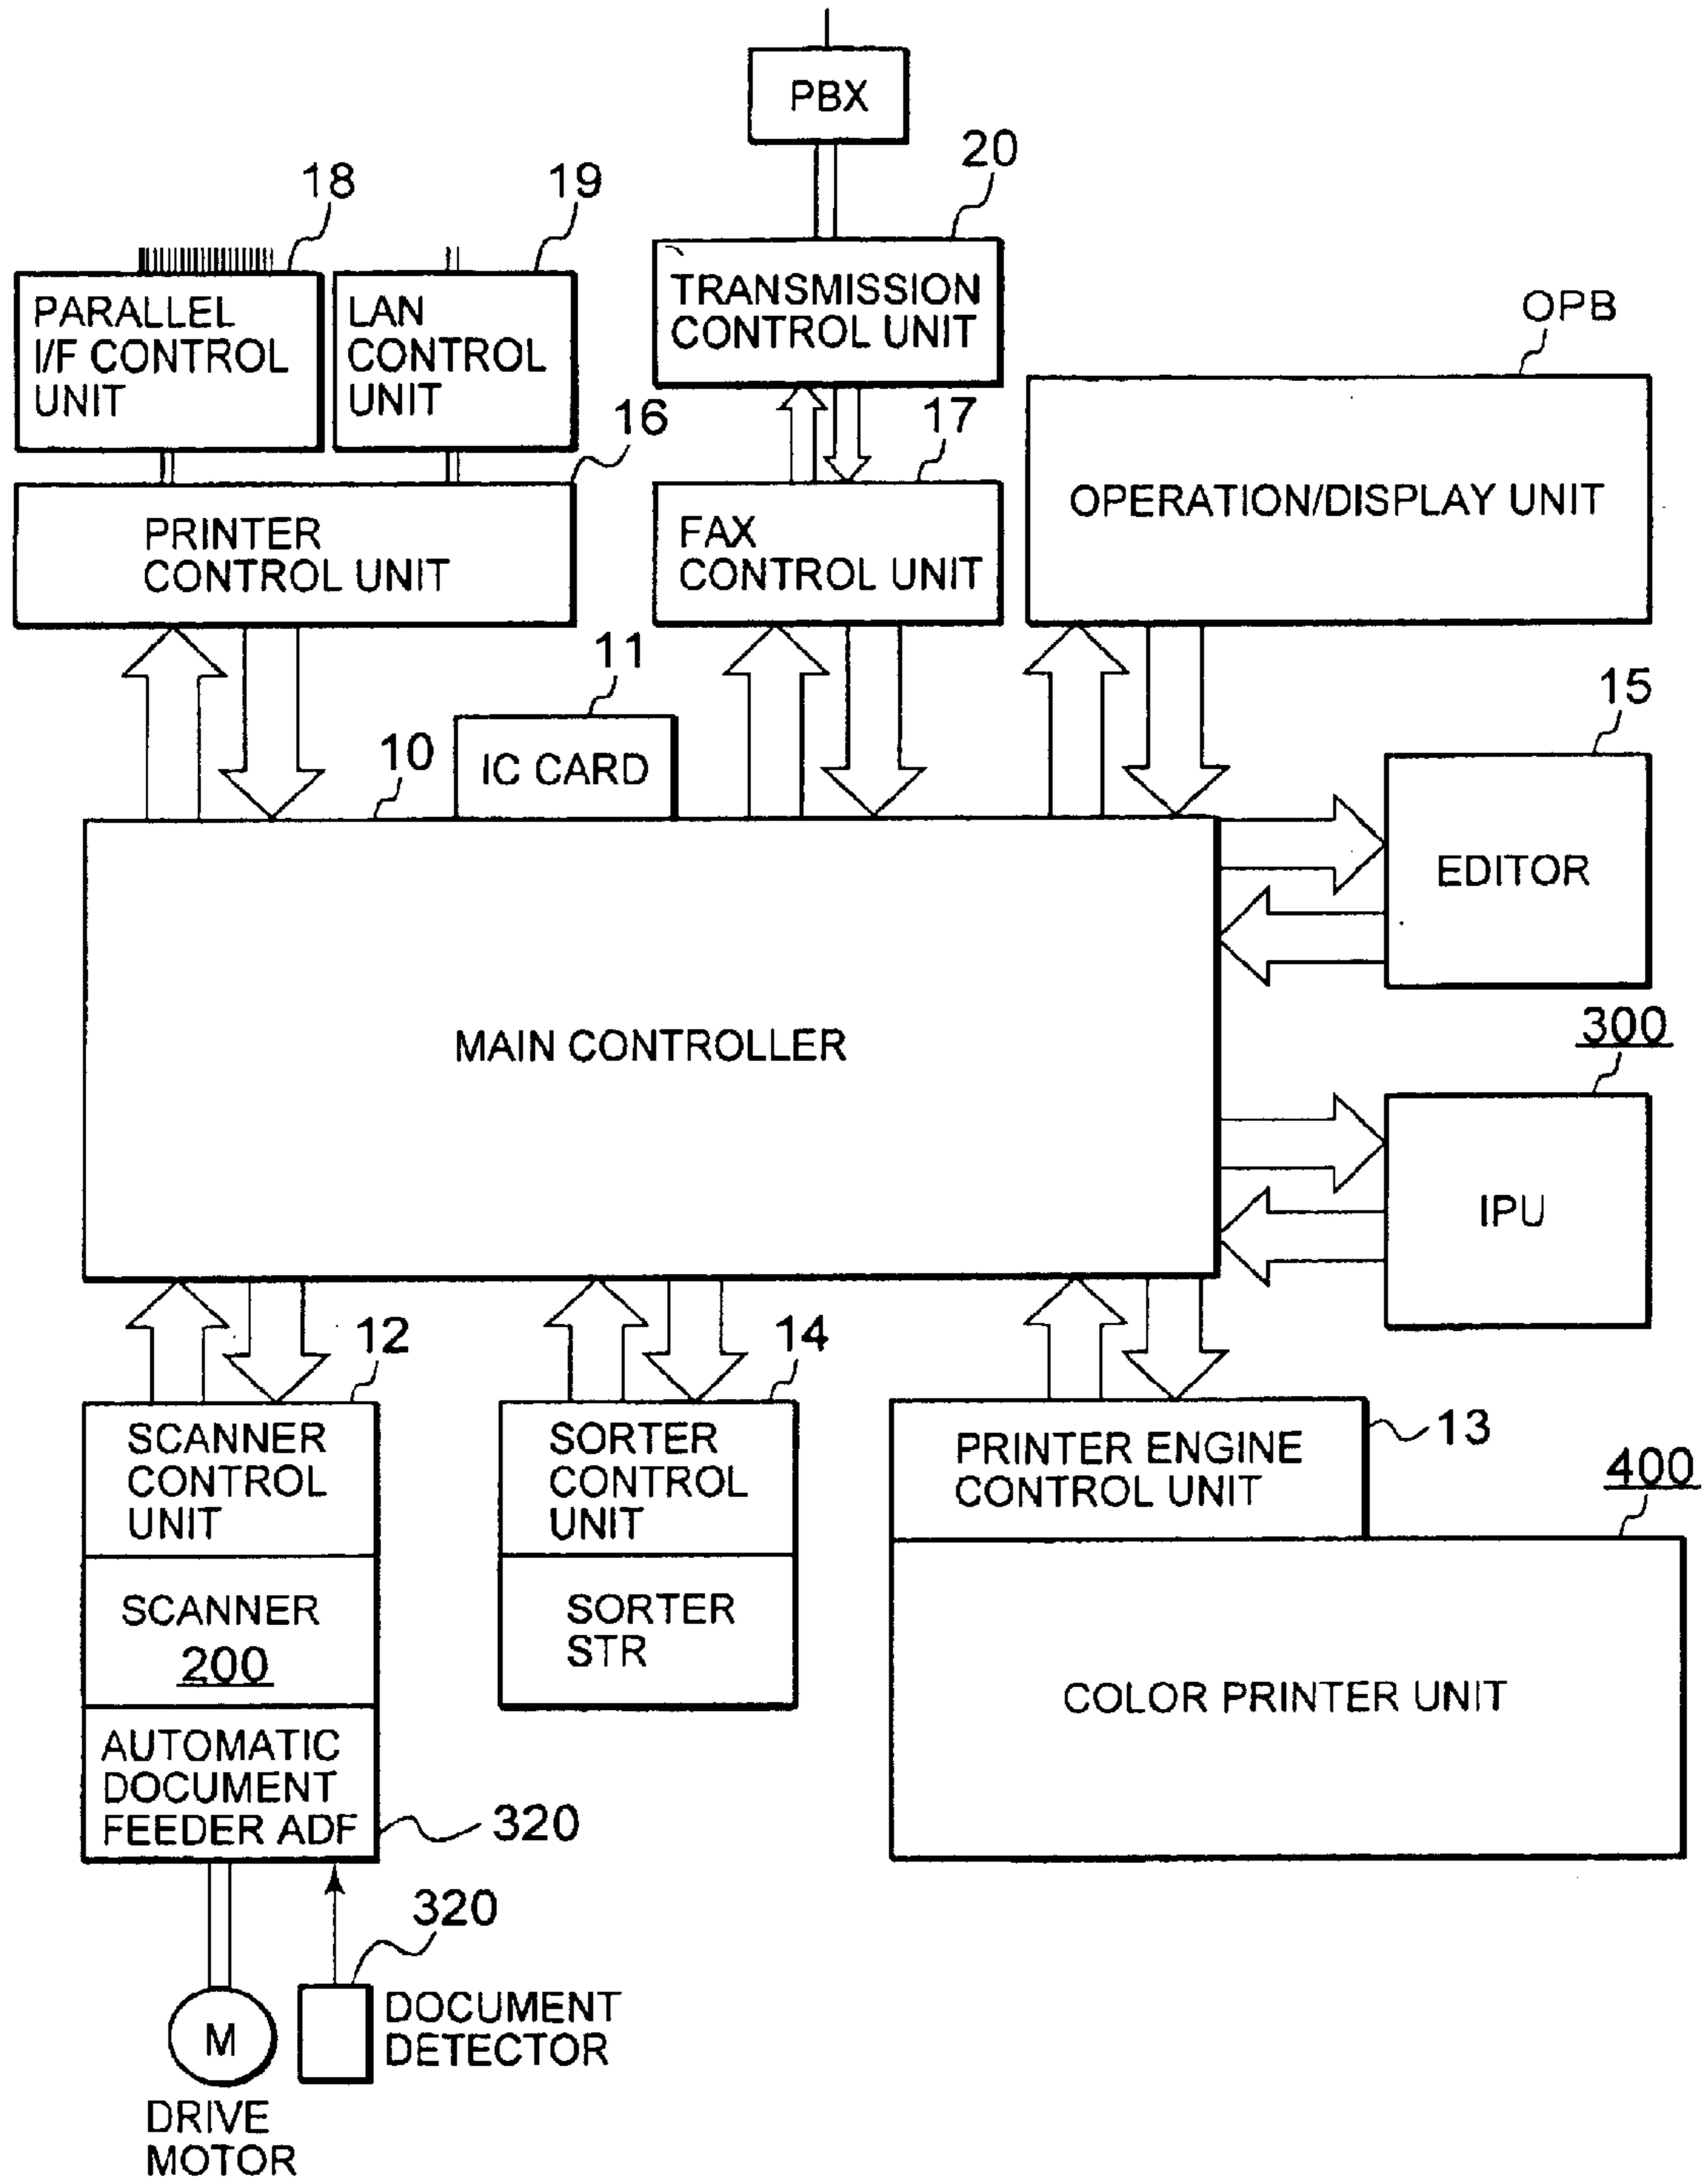 PBX
20
18
19
TRANSMISSION
CONTROL UNIT
PARALLEL
I/F CONTROL
UNIT
LAN
CONTROL
UNIT
OPB
16
17
OPERATION/DISPLAY UNIT
PRINTER
CONTROL UNIT
FAX
CONTROL UNIT
11
15
10
IC CARD
EDITOR
300
MAIN CONTROLLER
IPU
12
14
SCANNER
CONTROL
UNIT
SORTER
CONTROL
UNIT
PRINTER ENGINE
CONTROL UNIT
13
400
SCANNER
200
SORTER
STR
COLOR PRINTER UNIT
AUTOMATIC
DOCUMENT
FEEDER ADF
320
320
M
DOCUMENT
DETECTOR
DRIVE
MOTOR